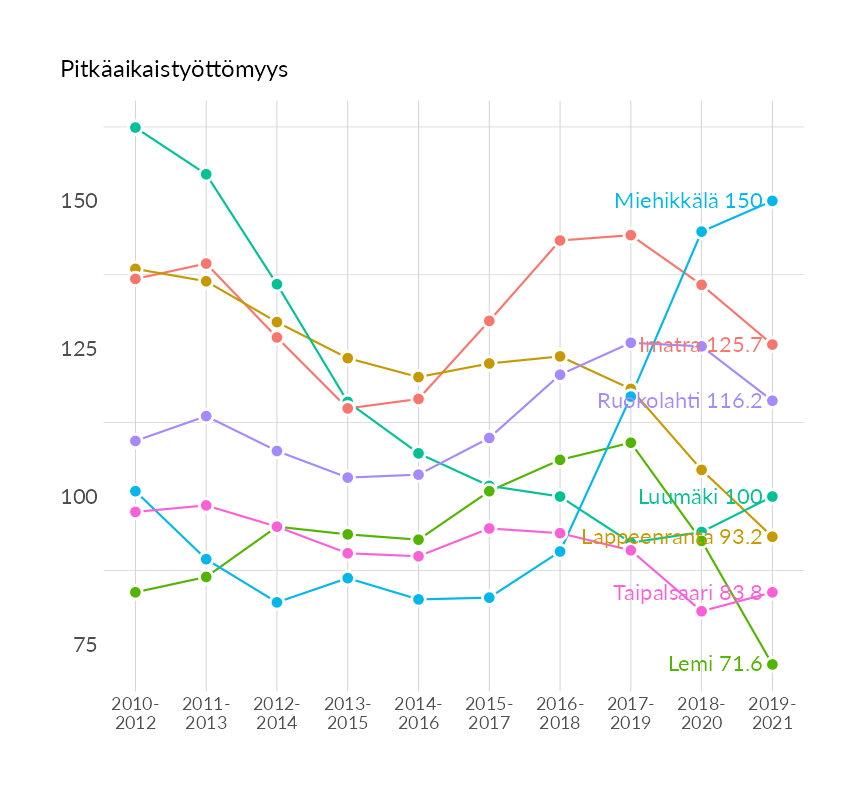 Pitkäaikaistyöttömyys
150
125
100
75
Miehikkälä 150
Imatra 125.7
Ruokolahti 116.2
Luumäki 100
Lappeenranta 93.2
Taipalsaari 83.8
Lemi 71.6
2010- 2011- 2012- 2013- 2014- 2015- 2016- 2017- 2018- 2019-
2012 2013 2014 2015 2016 2017 2018 2019 2020 2021